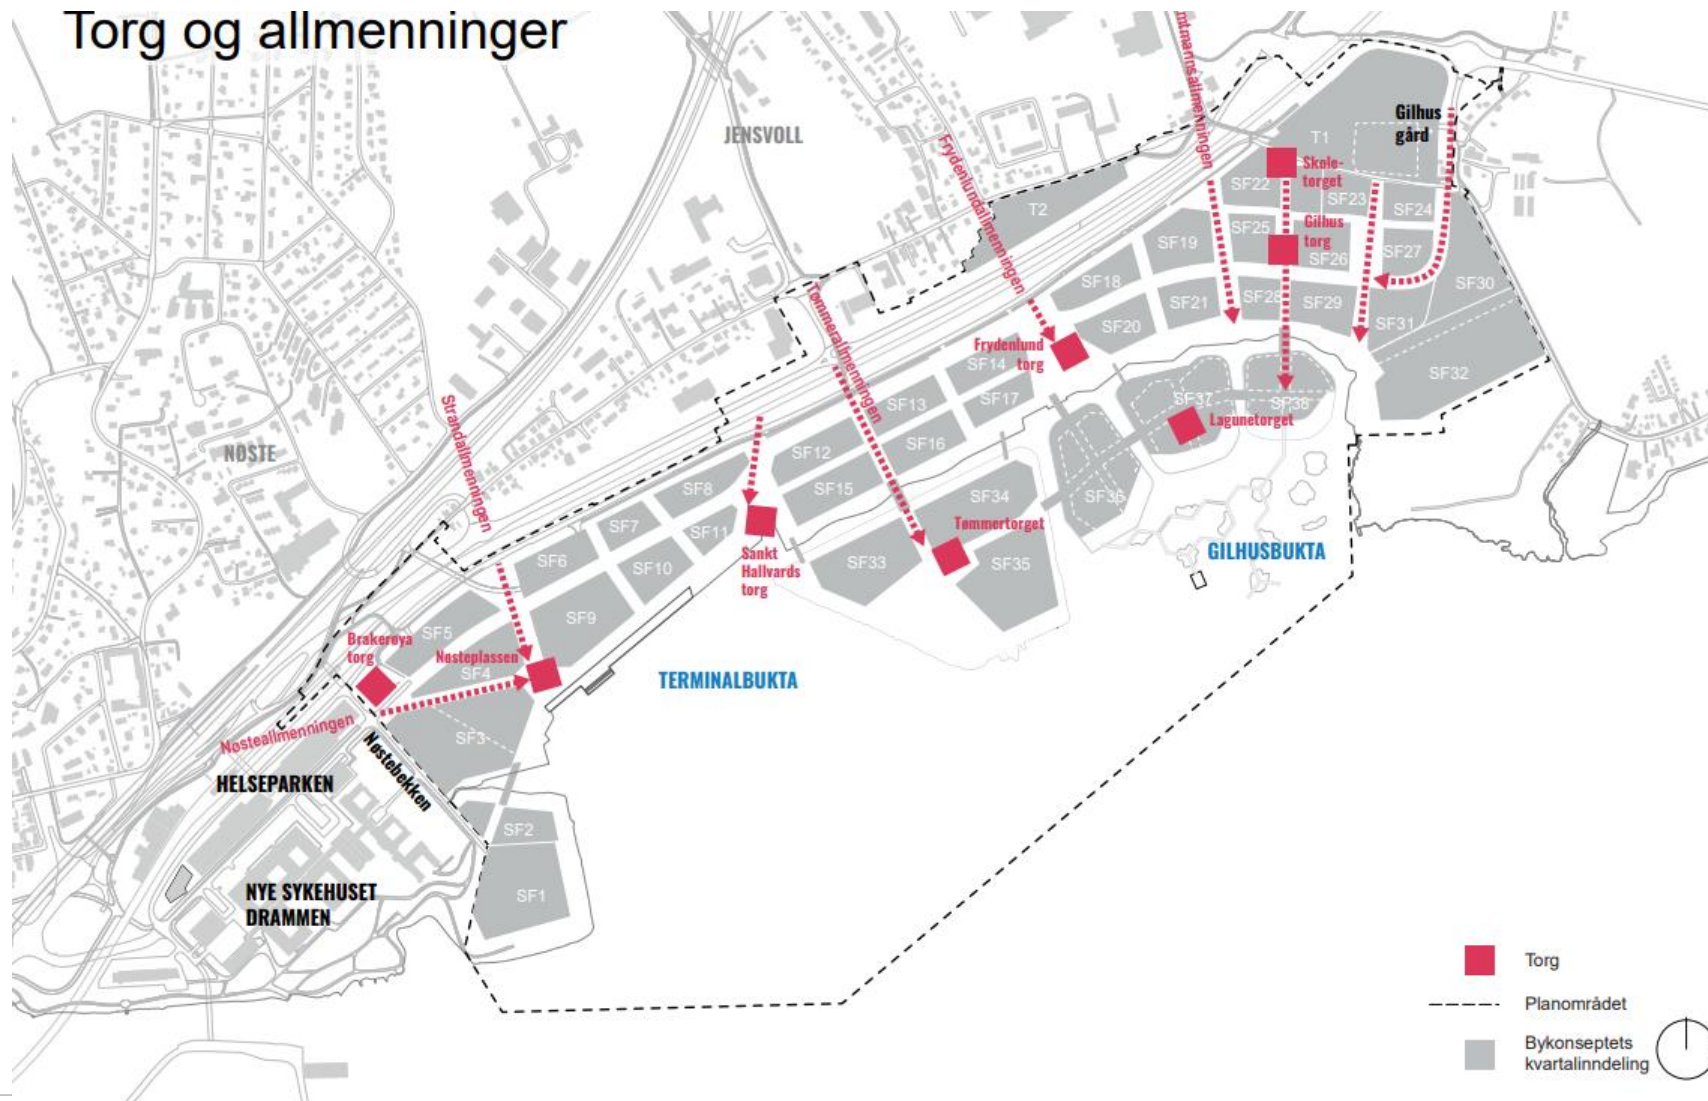 Torg og allmenninger
JENSVOLL
NØSTE
Strandallmenningen
Tømmerallmenningen
Frydenlundallmenningen
mtmannsallmenningen
Gilhus
gård
T1
T2
Skole-
torget
SF22
SF23
SF24
Gilhus
torg
SF25
SF26
SF27
SF19
SF18
SF28
SF29
SF30
SF21
SF20
SF31
SF32
Frydenlund
torg
SF14
SF13
SF17
SF37
SF38
Lagunetorget
SF12
SF16
SF8
SF15
SF34
SF36
SF7
SF11
Tømmertorget
Sankt
Hallvards
torg
GILHUSBUKTA
SF6
SF10
SF33
SF35
SF9
SF5
Brakerøya
torg
Nøsteplassen
SF4
TERMINALBUKTA
Nøsteallmenningen
SF3
Nøstebekken
HELSEPARKEN
SF2
NYE SYKEHUSET
DRAMMEN
SF1
Torg
Planområdet
Bykonseptets
kvartalinndeling